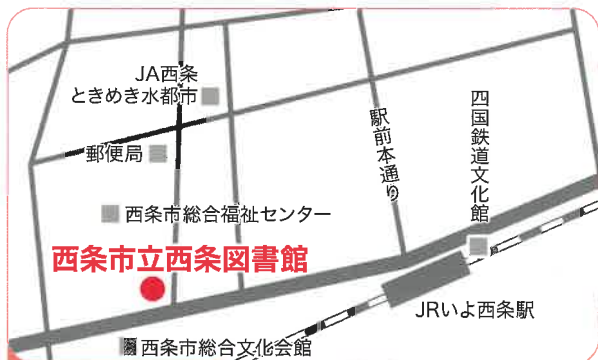 JA西条
ときめき水都市
郵便局
西条市総合福祉センター
西条市立西条図書館
西条市総合文化会館
駅前本通り
四国鉄道文化館
JRいよ西条駅